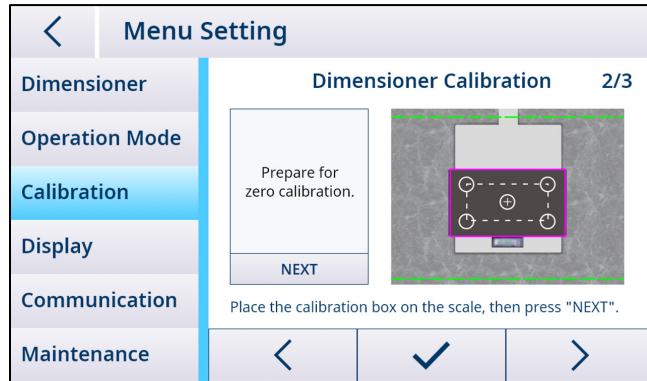 Menu Setting
Dimensioner
Operation Mode
Calibration
Display
Communication
Maintenance
Dimensioner Calibration 2/3
Prepare for
zero calibration.
NEXT
Place the calibration box on the scale, then press "NEXT".